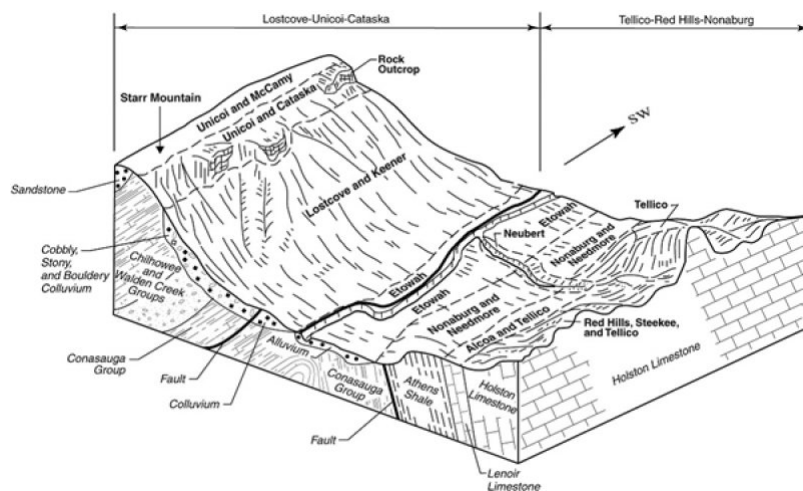 Lostcove-Unicoi-Cataska
Tellico-Red Hills-Nonaburg
Rock
Outcrop
Unicoi and McCamy
Unicoi and Cataska
Starr Mountain
SW
Sandstone
Lostcove and Keener
Tellico
Etowah
Neubert
Nonaburg and
Needmore
Cobbly,
Stony,
and Bouldery
Colluvium
Chilhowee
and
Walden Creek
Groups
Etowah
Etowah
Nonaburg and
Needmore
Alcoa and Tellico
Red Hills, Steekee,
and Tellico
Holston Limestone
Conasauga
Group
Fault
Colluvium
Alluvium
Conasauga
Group
Fault
Athens
Shale
Holston
Limestone
Lenoir
Limestone